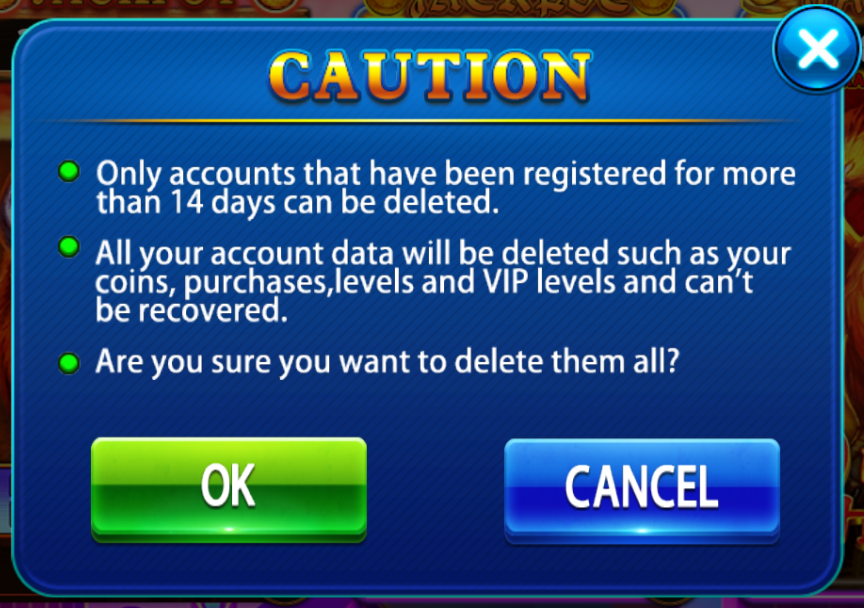 JACKPOT
CAUTION
Only accounts that have been registered for more
than 14 days can be deleted.
All your account data will be deleted such as your
coins, purchases,levels and VIP levels and can't
be recovered.
Are you sure you want to delete them all?
OK
CANCEL